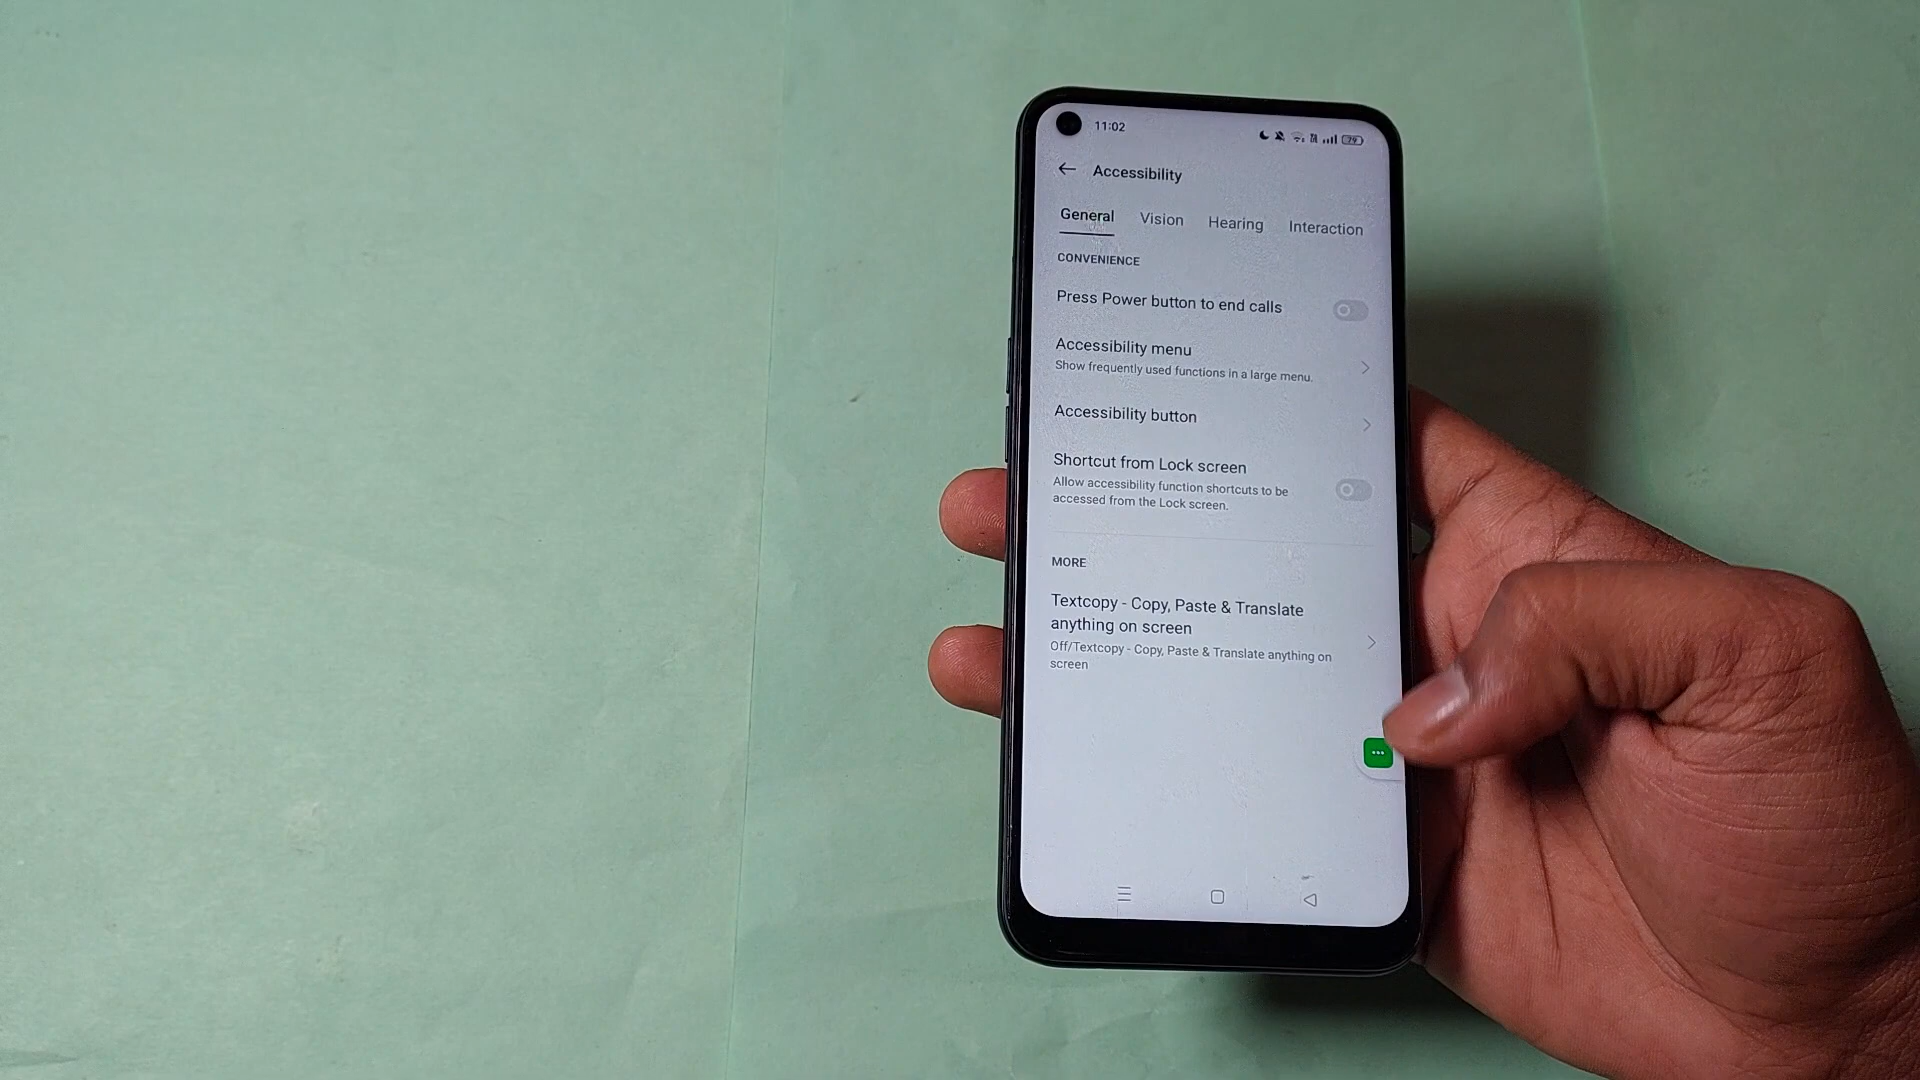 11:02
79
Accessibility
General Vision Hearing Interaction
CONVENIENCE
Press Power button to end calls
Accessibility menu
Show frequently used functions in a large menu.
Accessibility button
Shortcut from Lock screen
Allow accessibility function shortcuts to be
accessed from the Lock screen.
MORE
Textcopy - Copy, Paste & Translate
anything on screen
Off/Textcopy - Copy, Paste & Translate anything on
screen